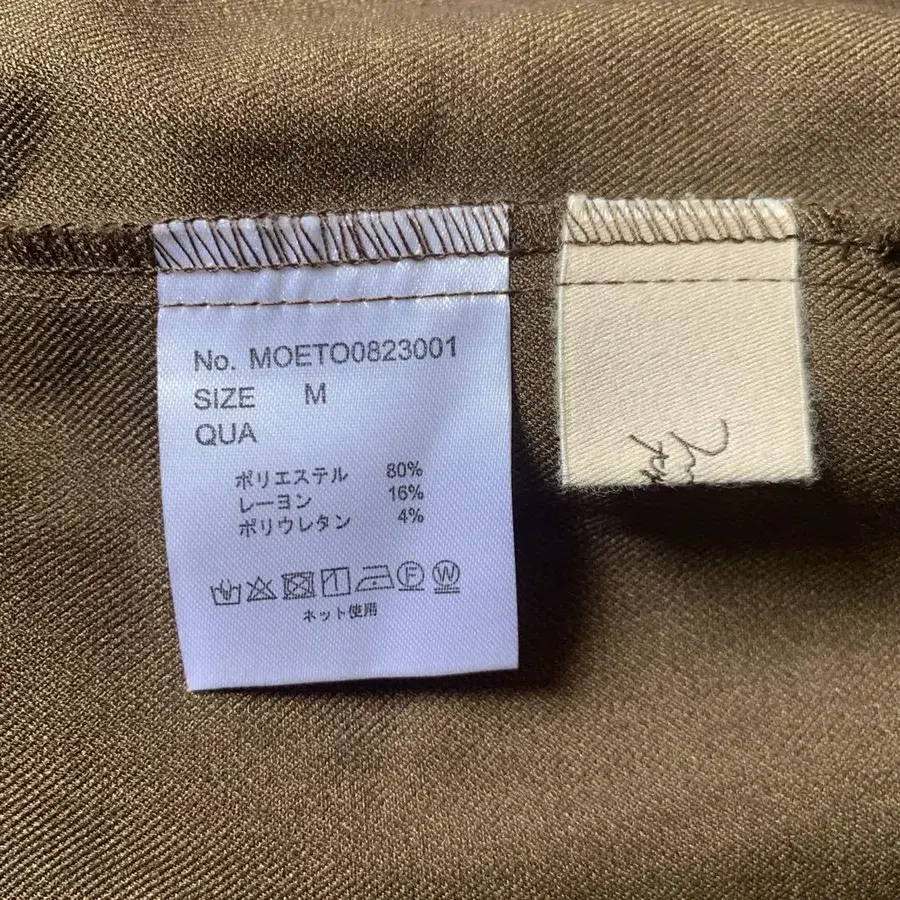 No. MOETO0823001
SIZE M
QUA
ポリエステル 80%
レーヨン 16%
ポリウレタン 4%
F W
ネット使用